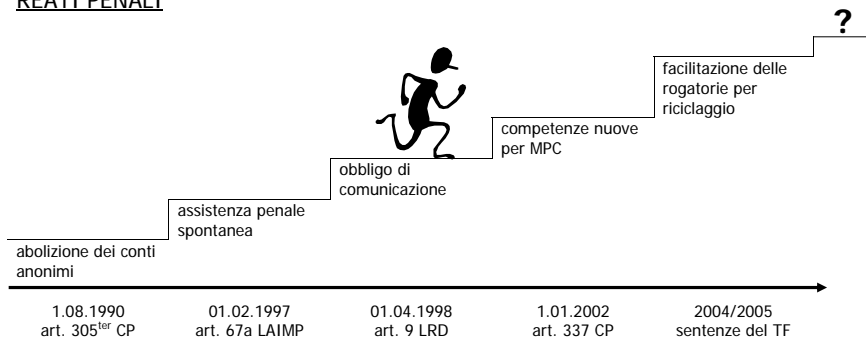 REATI PENALI
?
facilitazione delle
rogatorie per
riciclaggio
competenze nuove
per MPC
obbligo di
comunicazione
assistenza penale
spontanea
abolizione dei conti
anonimi
1.08.1990
art. 305ter CP
01.02.1997
art. 67a LAIMP
01.04.1998
art. 9 LRD
1.01.2002
art. 337 CP
2004/2005
sentenze del TF